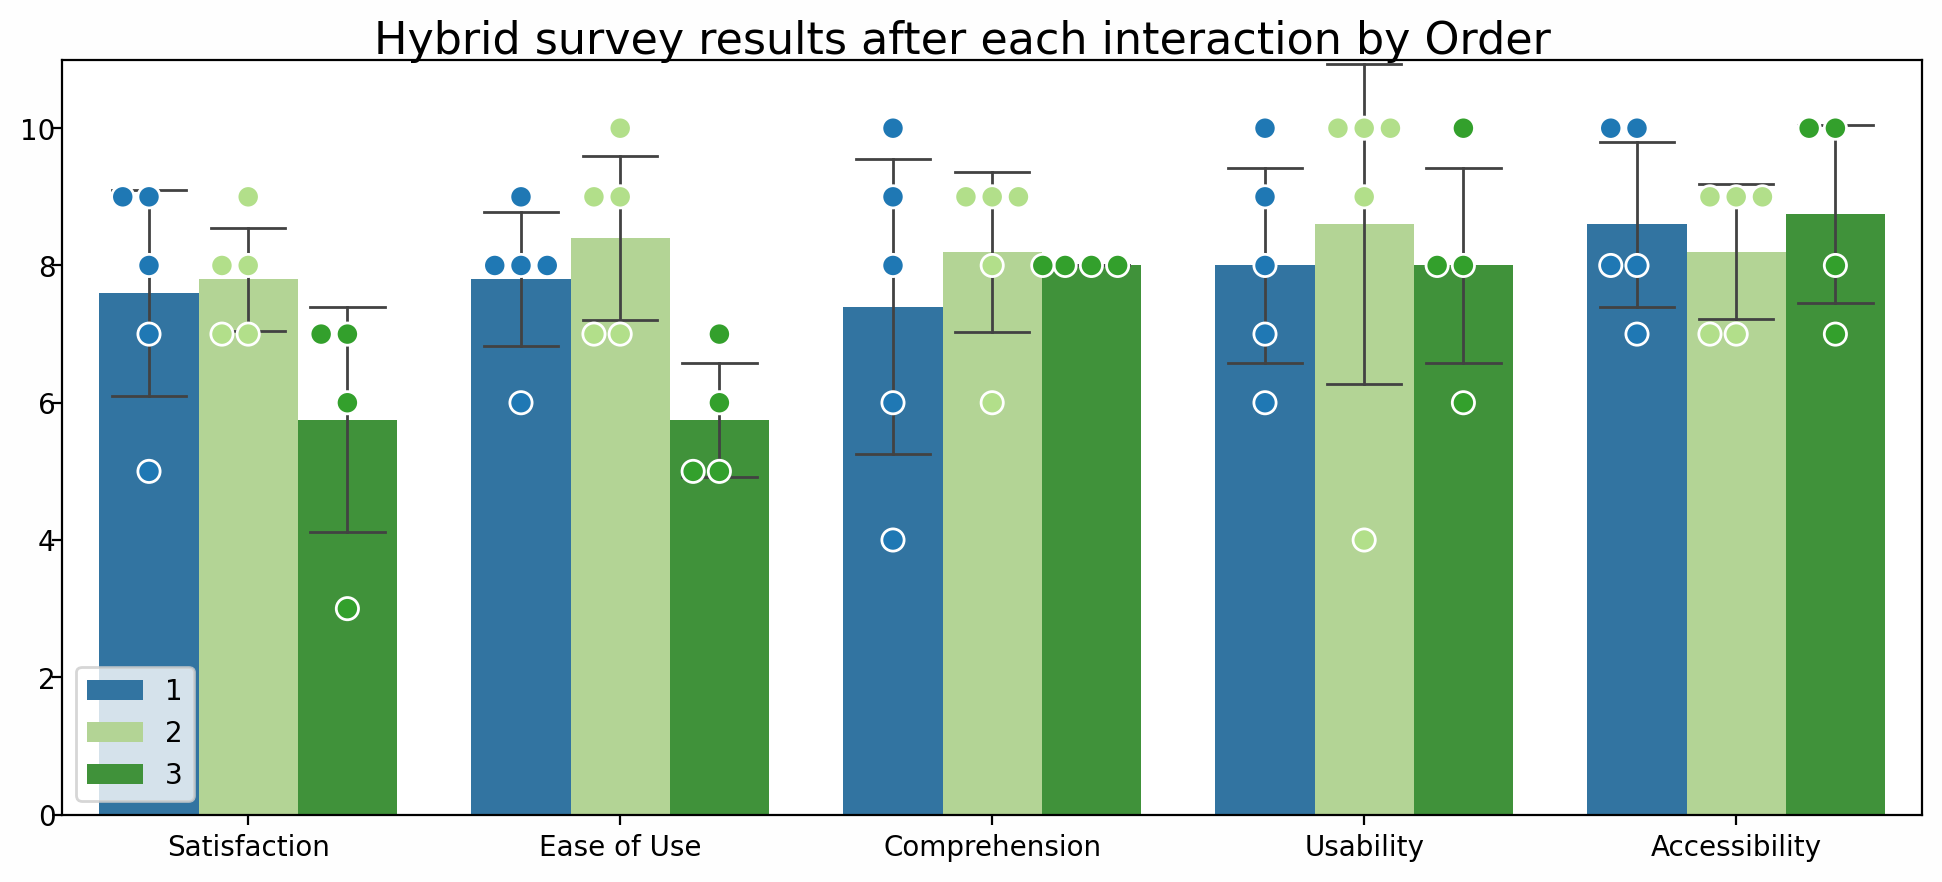 Hybrid survey results after each interaction by Order
10
8
6
4
2
0
1
2
3
Satisfaction
Ease of Use
Comprehension
Usability
Accessibility